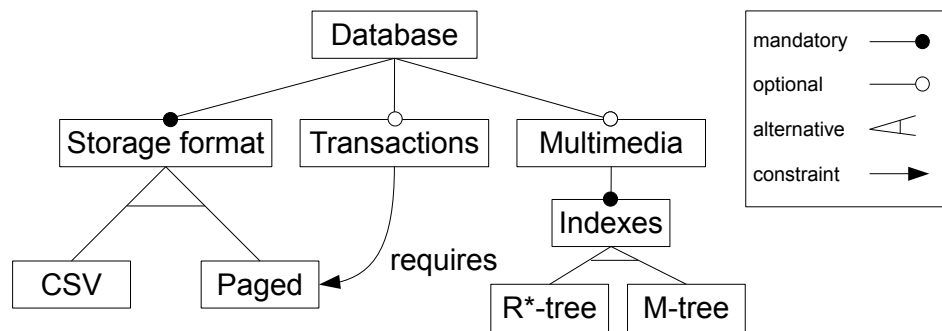 Database
mandatory
optional
Storage format
Transactions
Multimedia
alternative
constraint
Indexes
requires
CSV
Paged
R*-tree
M-tree